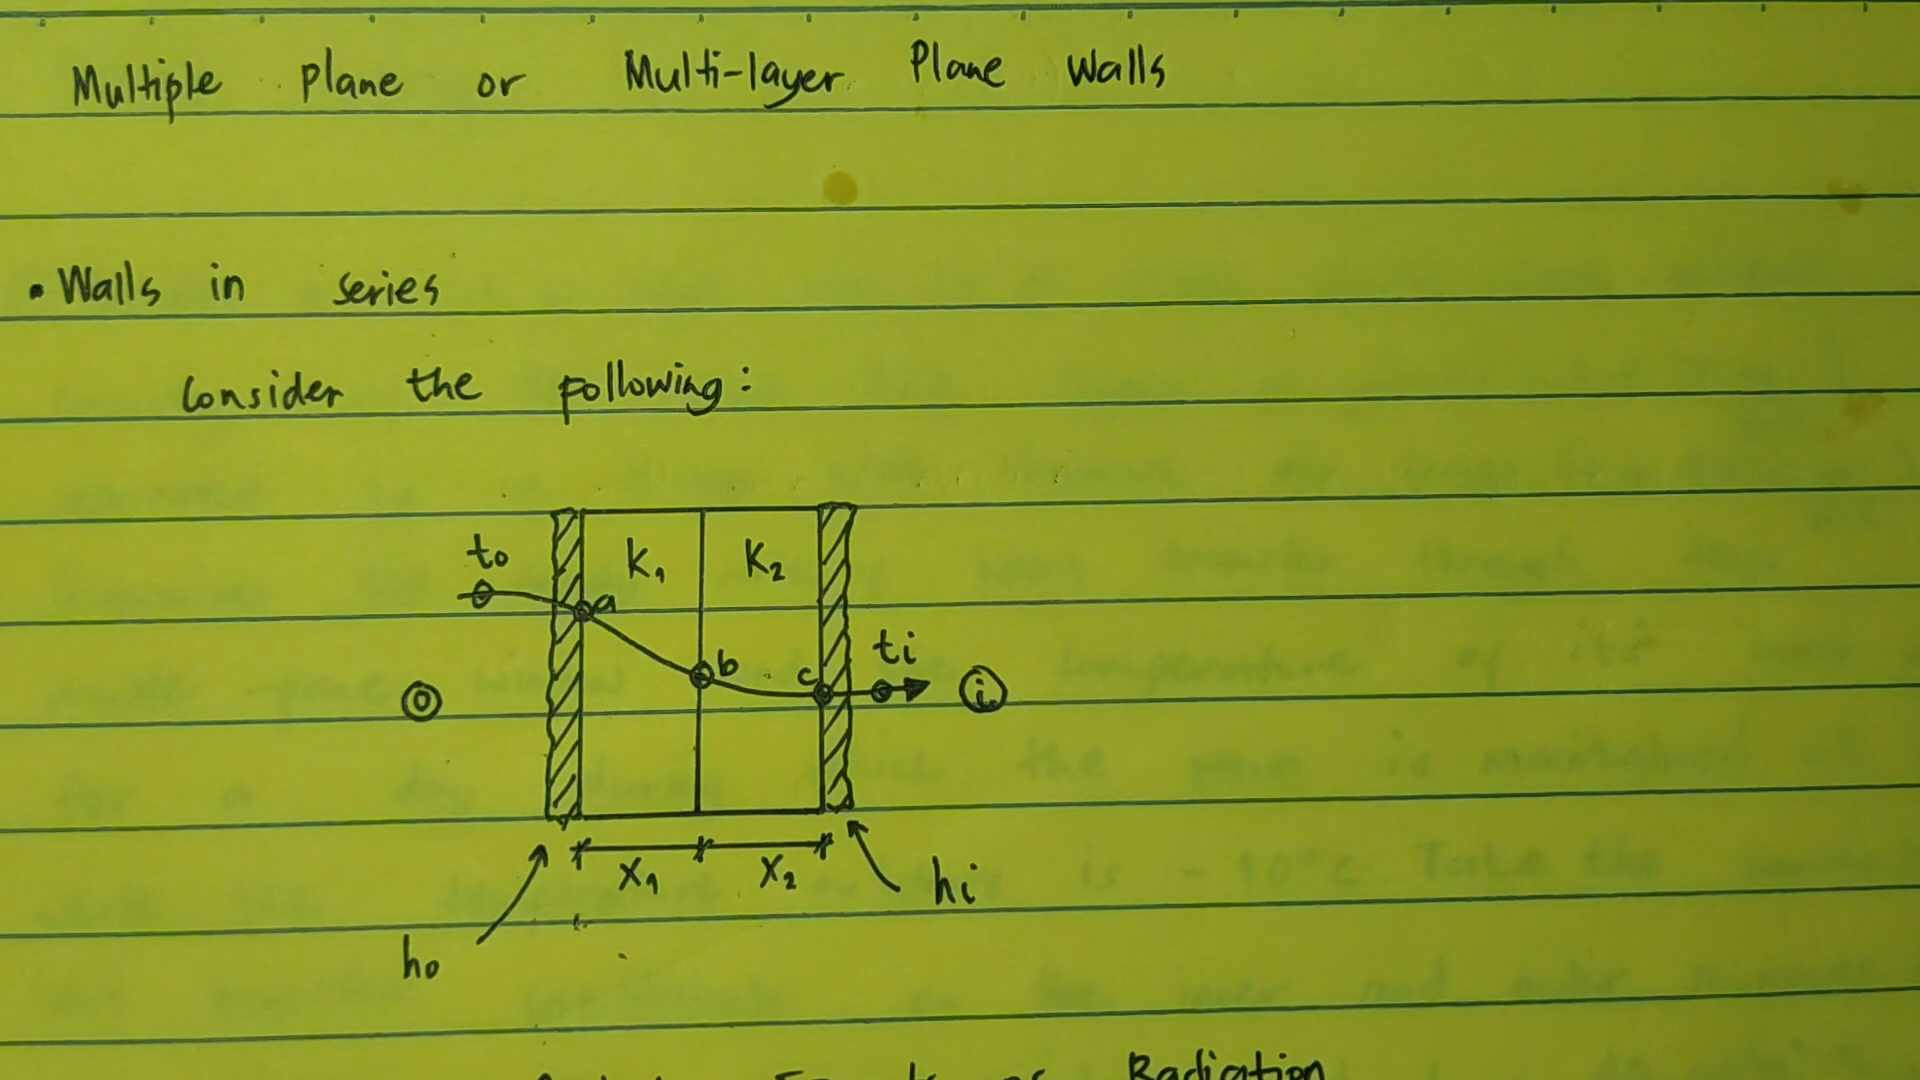 Multiple plane or Multi-layer Plane Walls
• Walls in series
Consider the following:
to
K1
K2
a
b
c
ti
o
i
x1
x2
ho
hi
Radiation